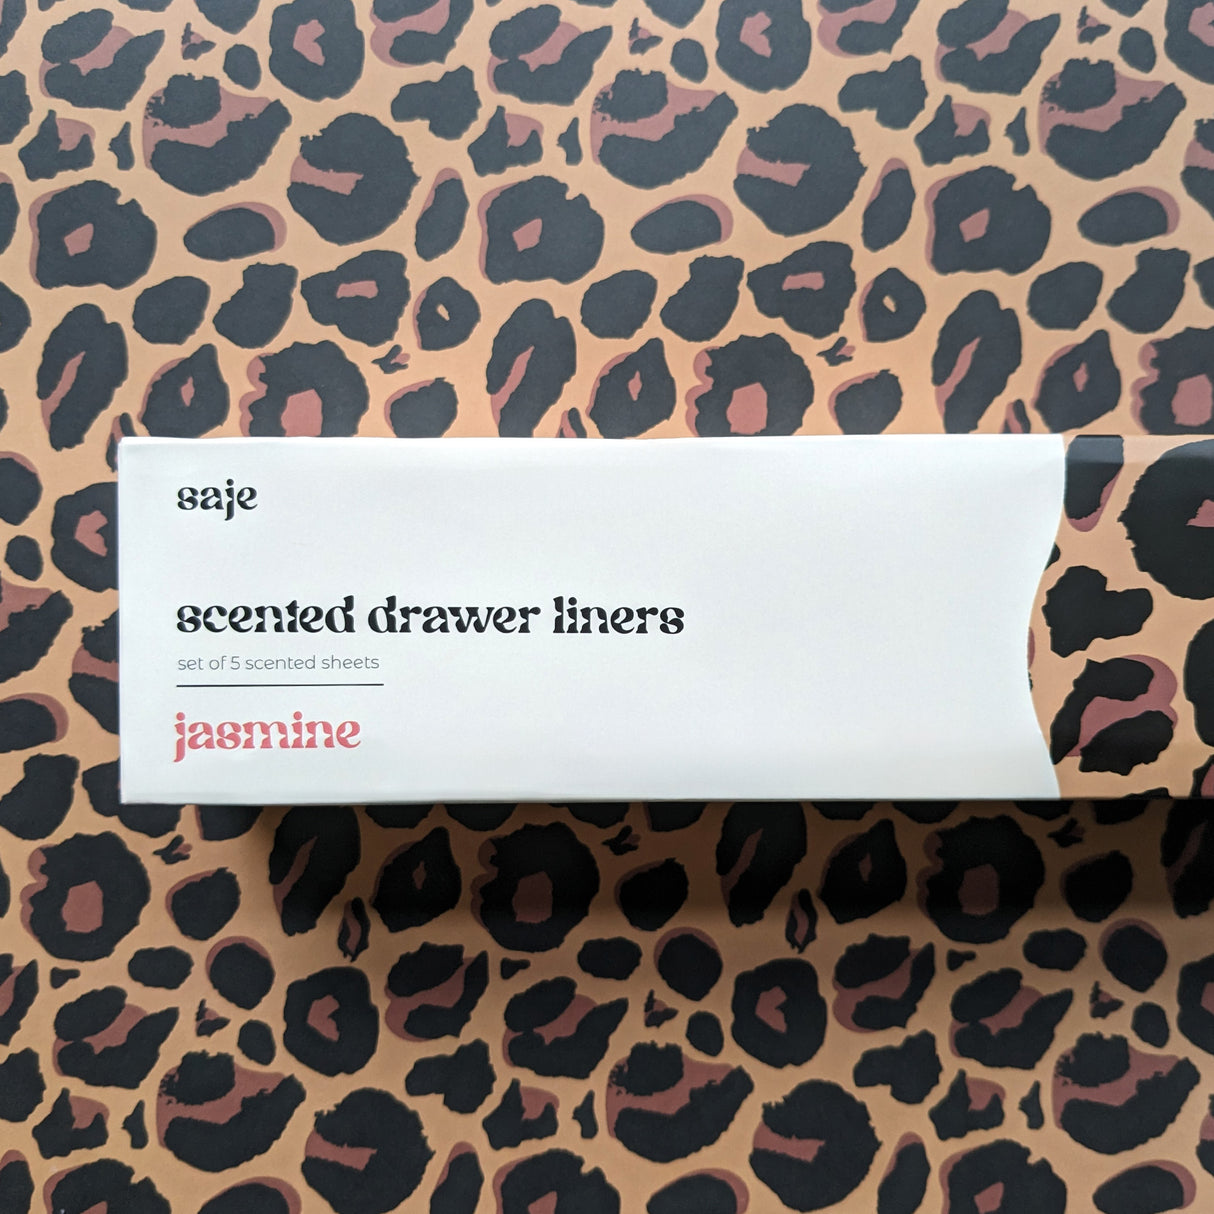 saje
scented drawer liners
set of 5 scented sheets
jasmine